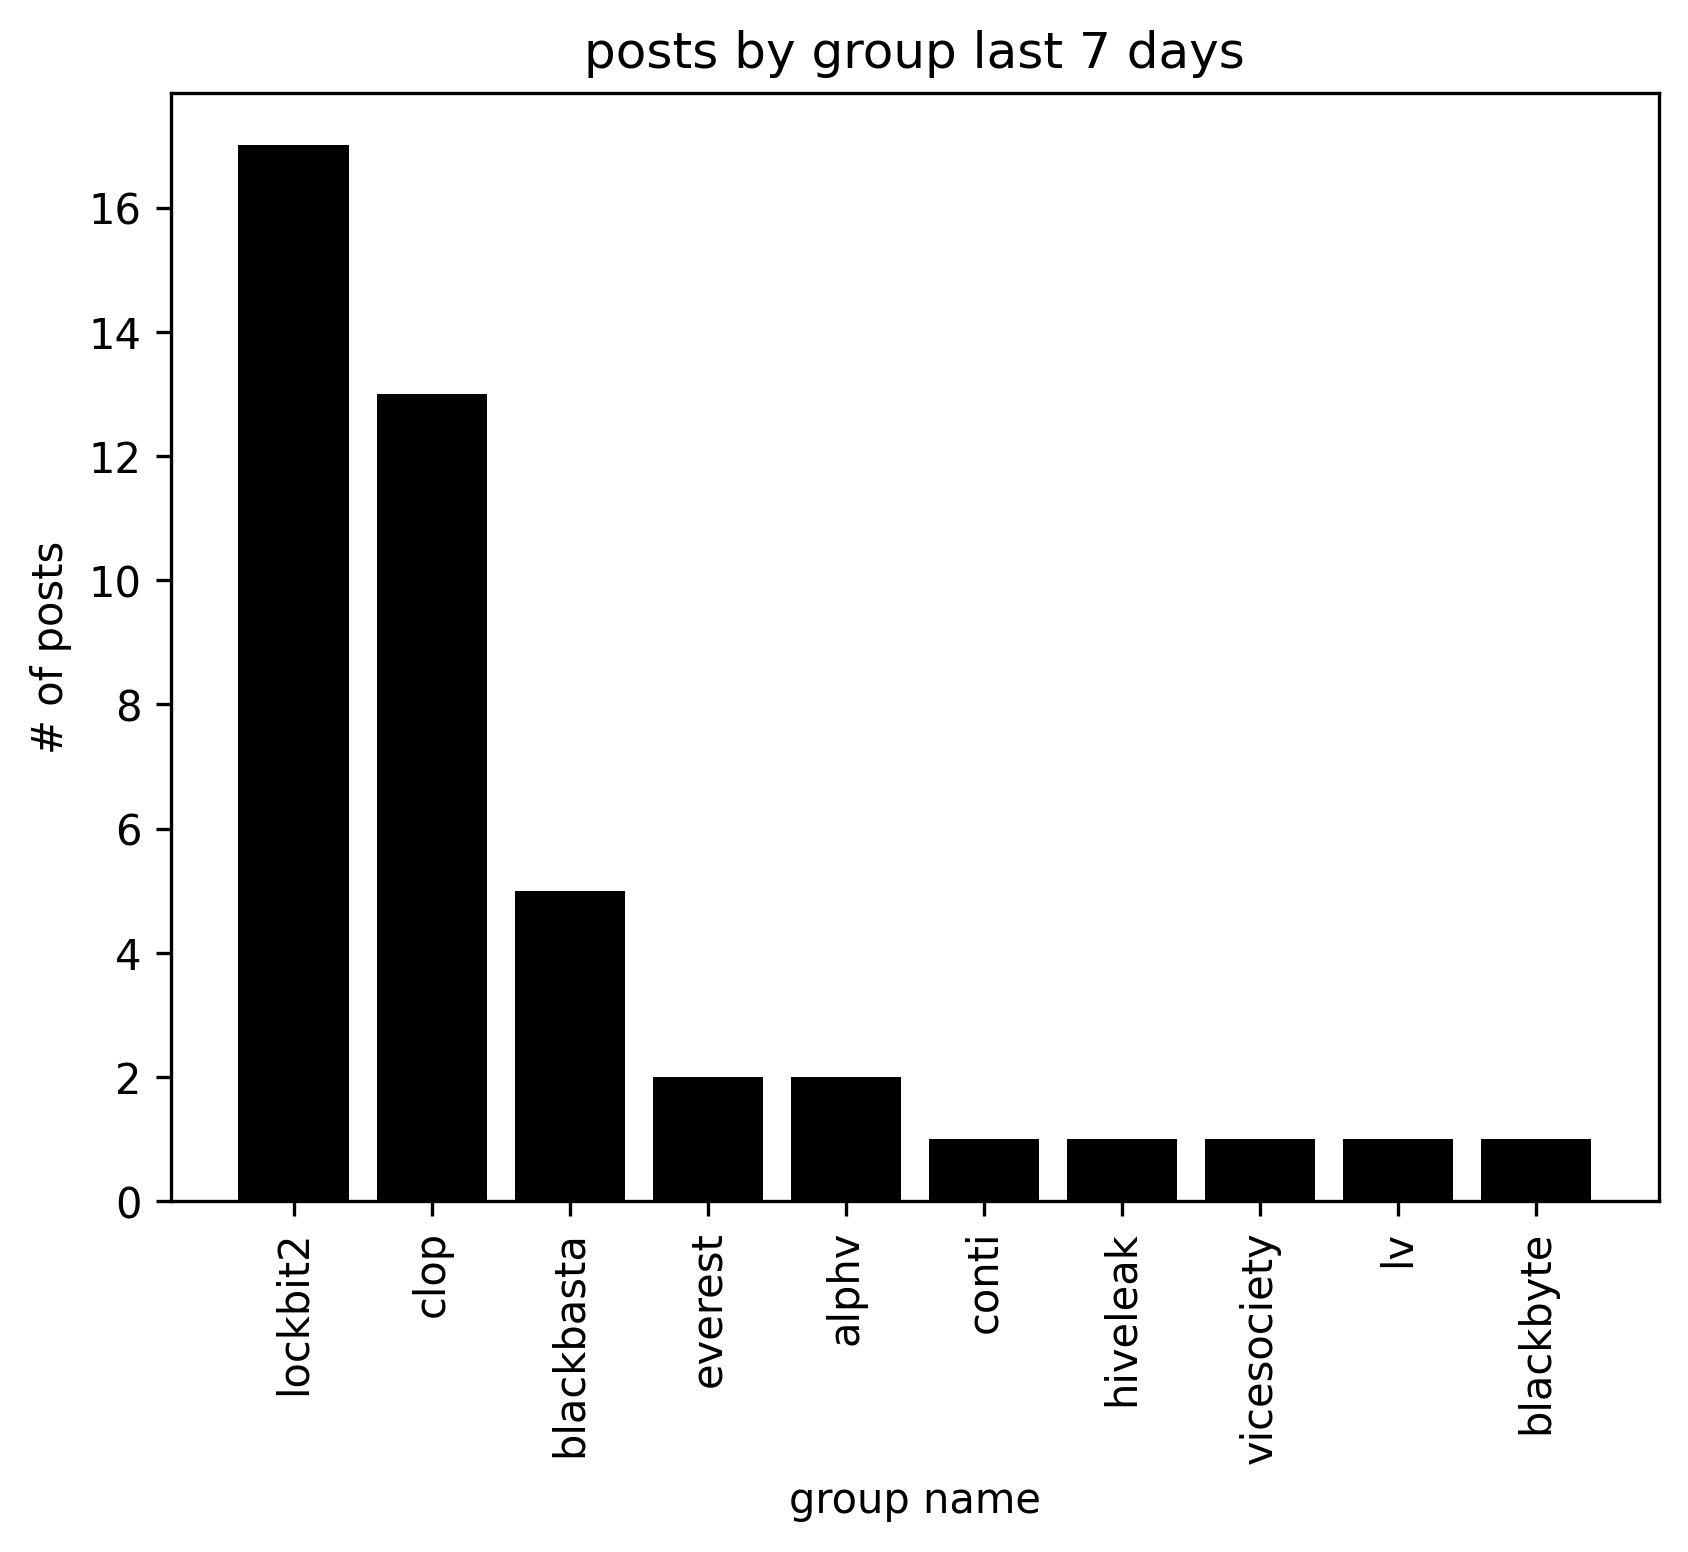 posts by group last 7 days
# of posts
16
14
12
10
8
6
4
2
0
lockbit2
clop
blackbasta
everest
alphv
conti
hiveleak
vicesociety
lv
blackbyte
group name